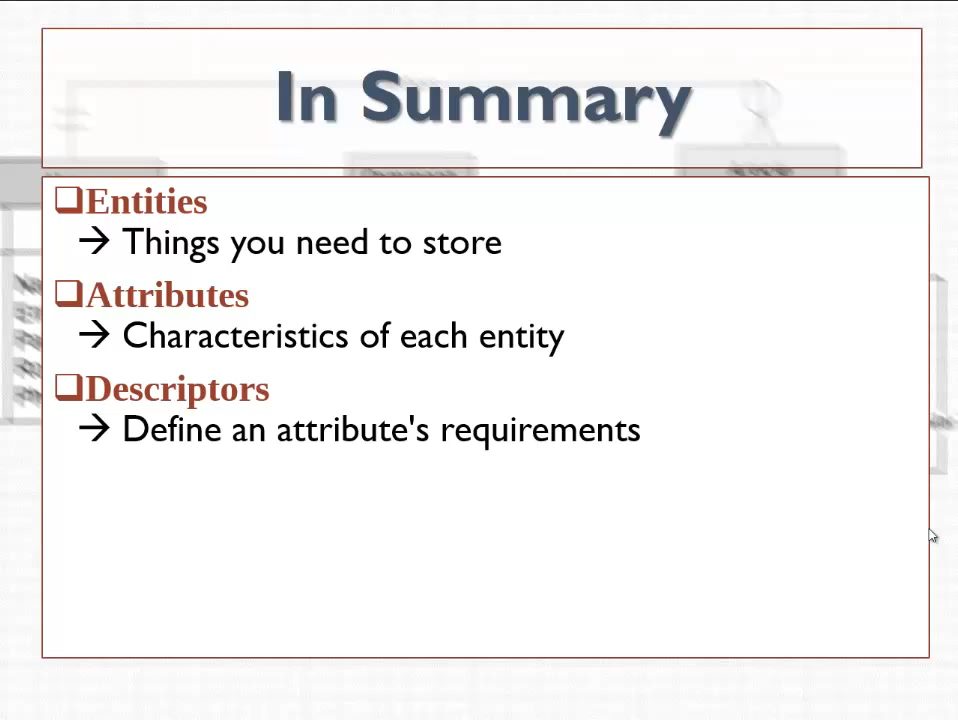 In Summary
❑Entities
→ Things you need to store
❑Attributes
→ Characteristics of each entity
❑Descriptors
→ Define an attribute's requirements